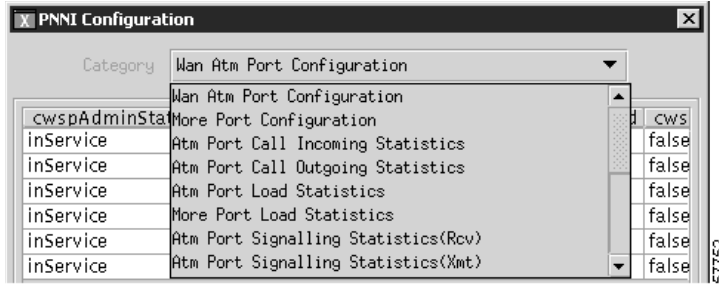 X PNNI Configuration X
Category Wan Atm Port Configuration
Wan Atm Port Configuration
More Port Configuration
Atm Port Call Incoming Statistics
Atm Port Call Outgoing Statistics
Atm Port Load Statistics
More Port Load Statistics
Atm Port Signalling Statistics(Rcv)
Atm Port Signalling Statistics(Xmt)
cwspAdminStat d cws
inService false
inService false
inService false
inService false
inService false
inService false